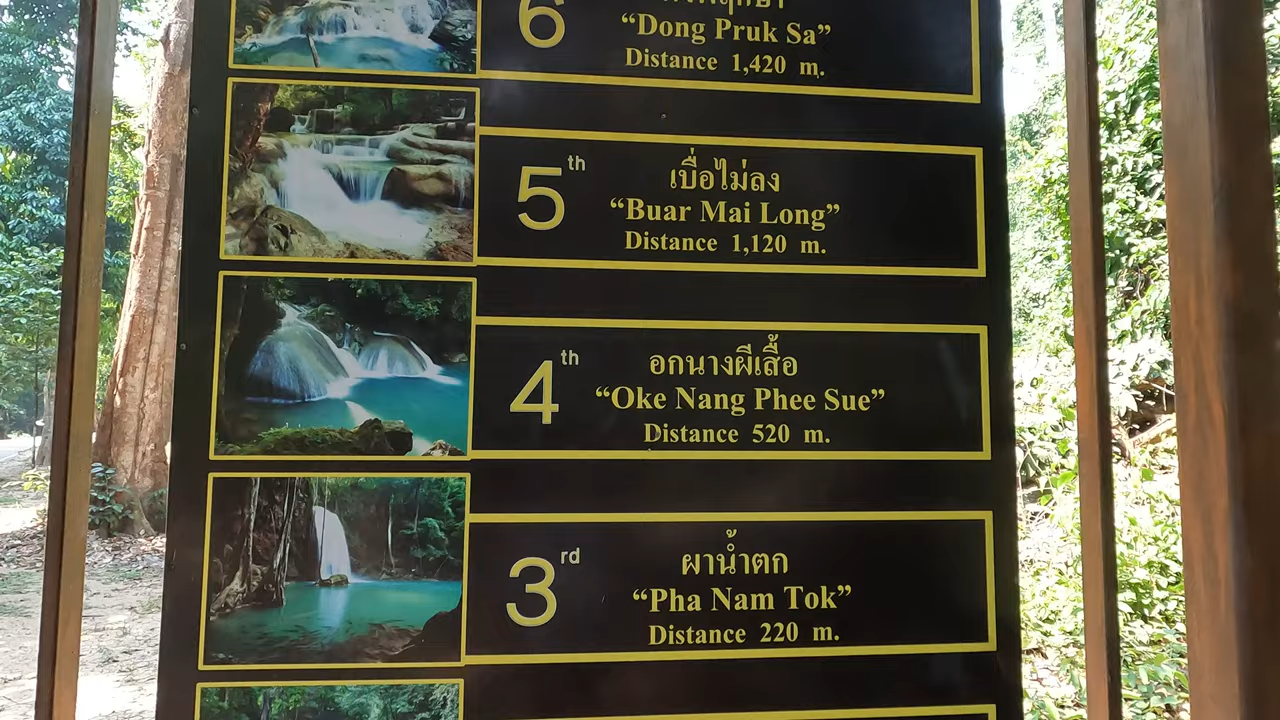 6
“Dong Pruk Sa”
Distance 1,420 m.
5th
เบื่อไม่ลง
“Buar Mai Long”
Distance 1,120 m.
4th
อกนางผีเสื้อ
“Oke Nang Phee Sue”
Distance 520 m.
3rd
ผาน้ำตก
“Pha Nam Tok”
Distance 220 m.